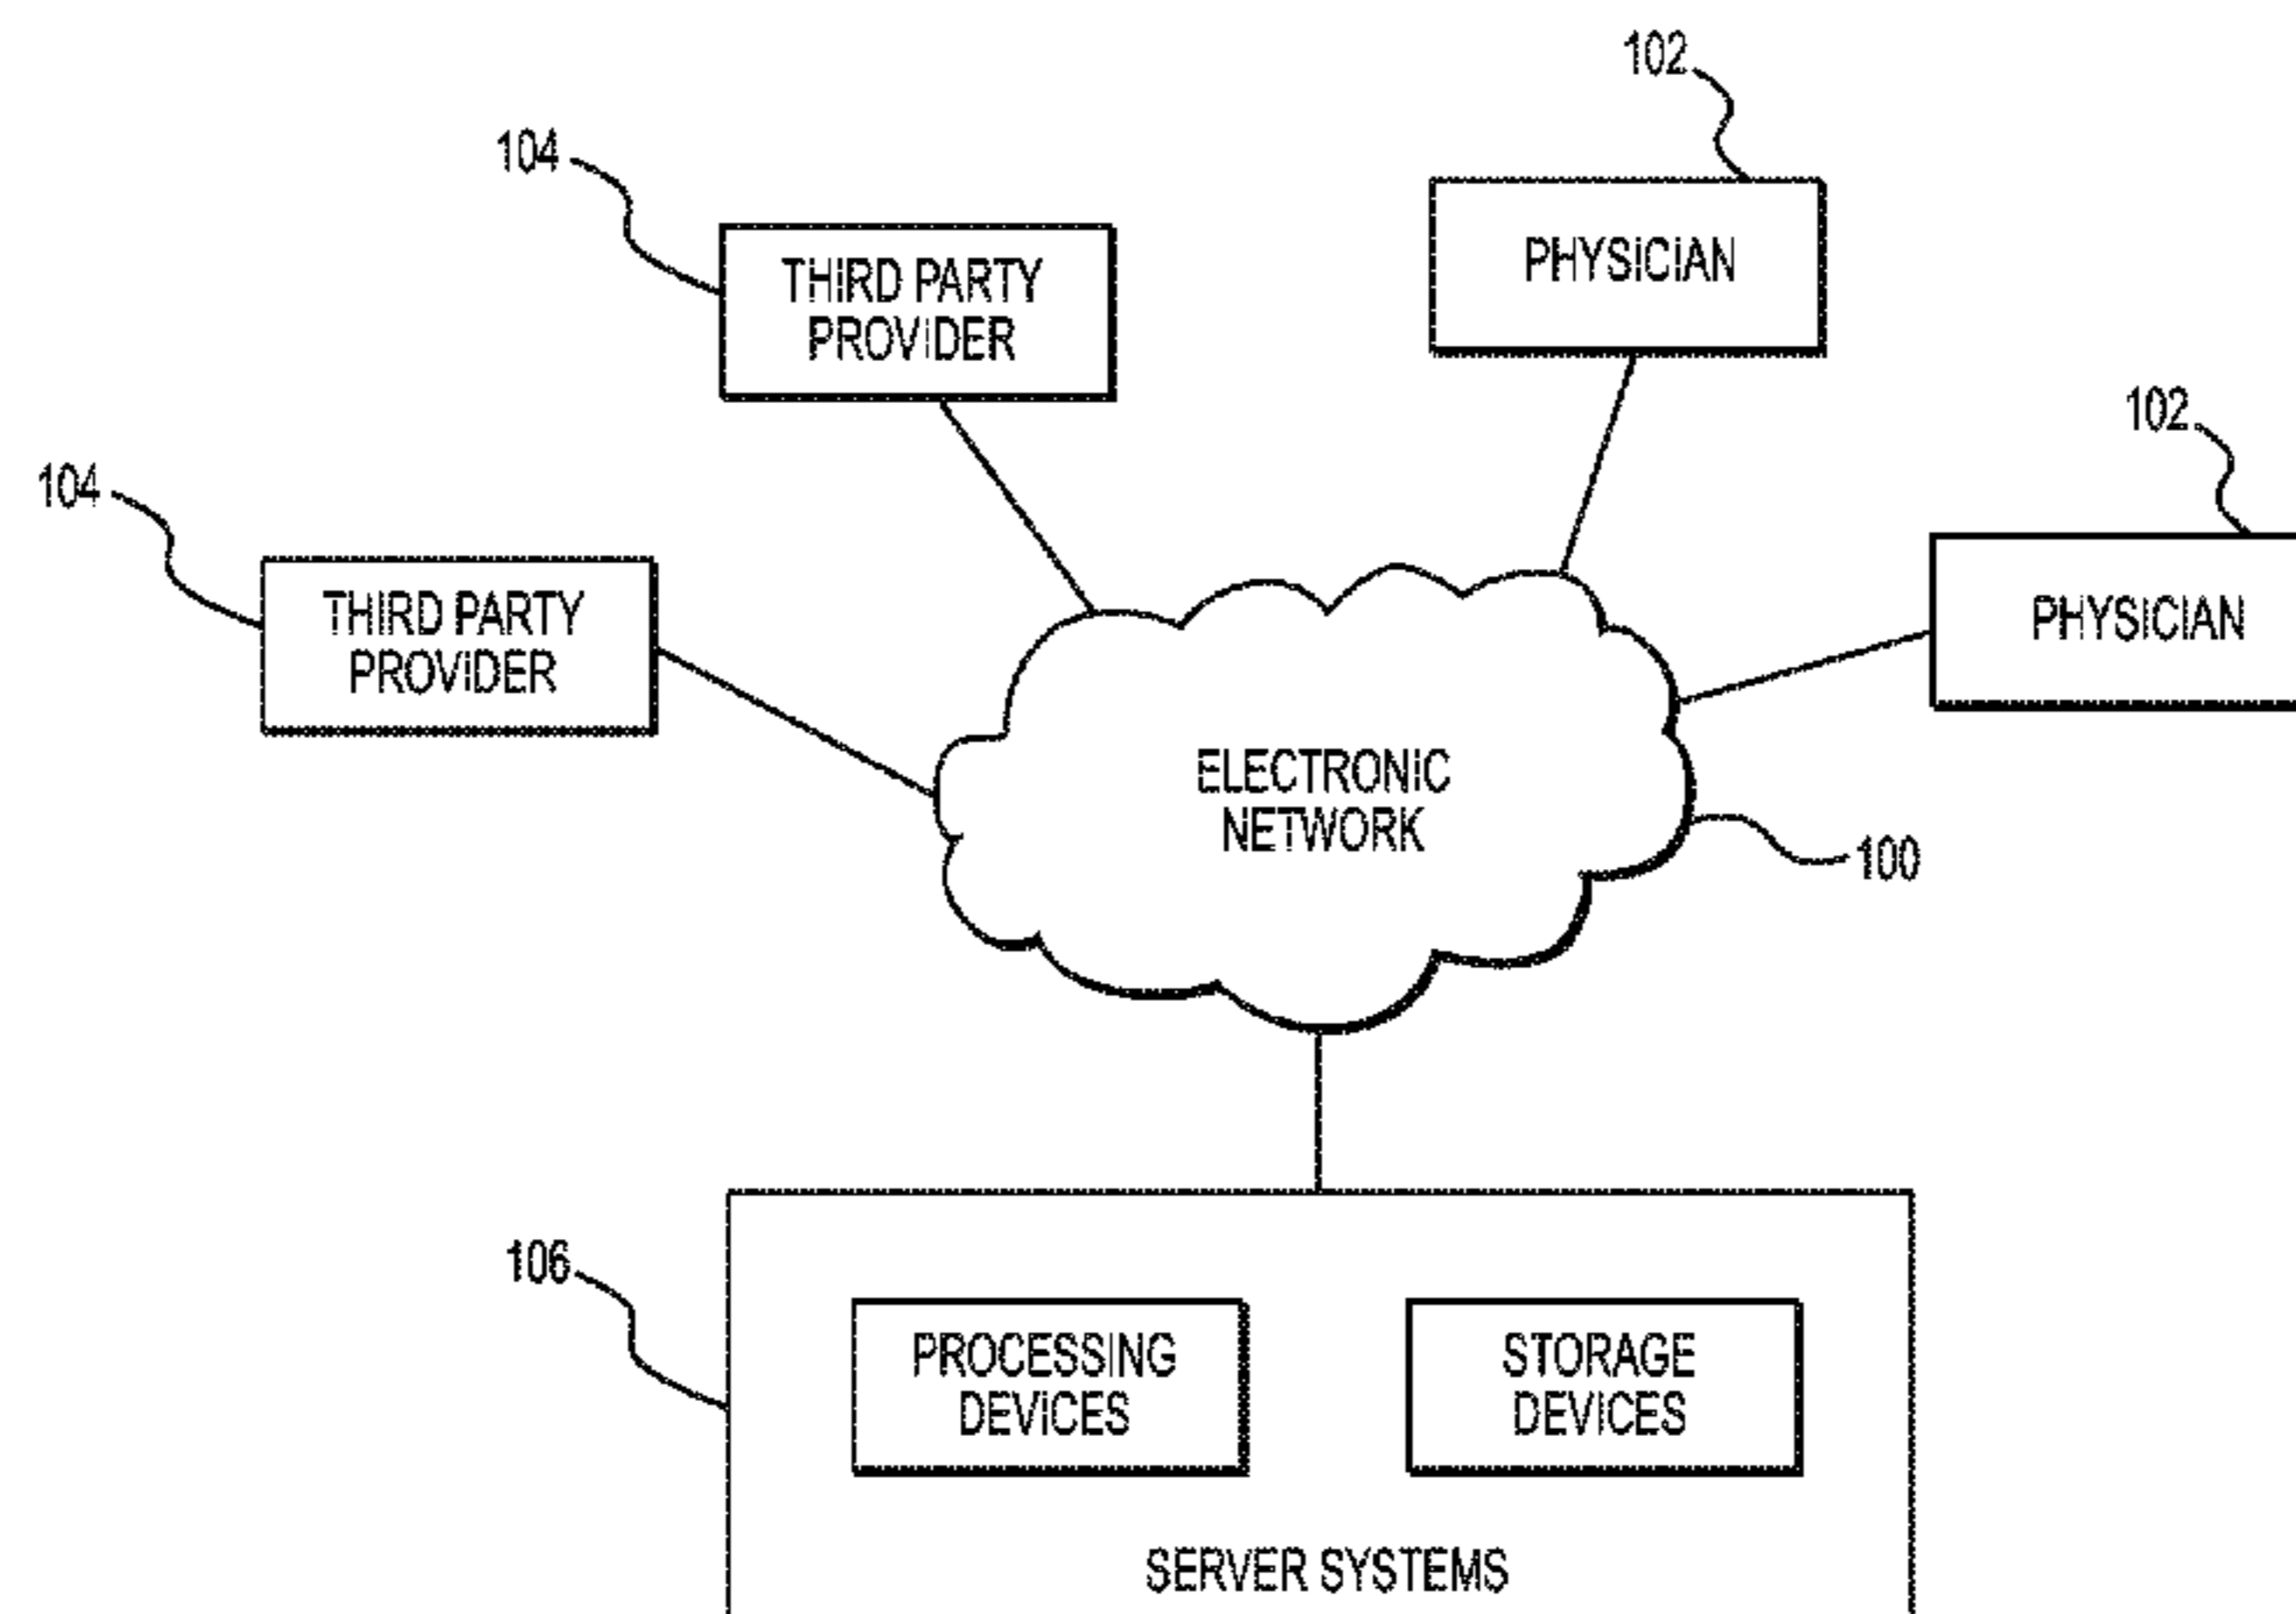 102
104
THIRD PARTY
PROVIDER
PHYSICIAN
102
104
THIRD PARTY
PROVIDER
PHYSICIAN
ELECTRONIC
NETWORK
100
106
PROCESSING
DEVICES
STORAGE
DEVICES
SERVER SYSTEMS